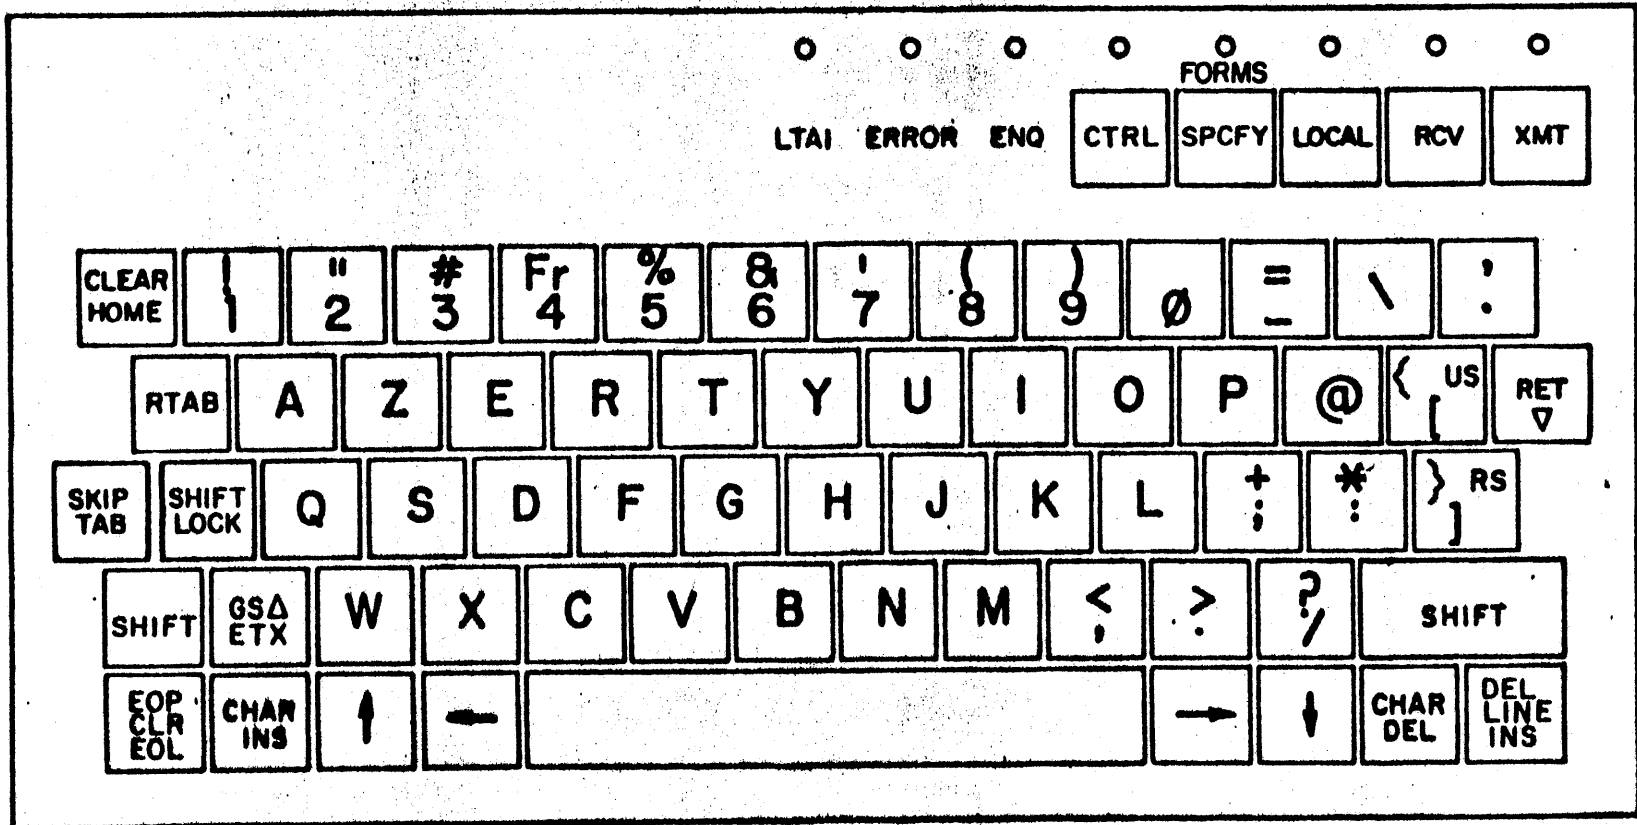 FORMS
LTAI ERROR ENQ CTRL SPCFY LOCAL RCV XMT
CLEAR HOME ! 1 " 2 # 3 Fr 4 % 5 & 6 ' 7 ( 8 ) 9 Ø = - \
RTAB A Z E R T Y U I O P @ { US [ RET ▽
SKIP TAB SHIFT LOCK Q S D F G H J K L + ; * : } RS ]
SHIFT GS∆ ETX W X C V B N M < , > . ? / SHIFT
EOP CLR EOL CHAR INS ↑ ← → ↓ CHAR DEL DEL LINE INS